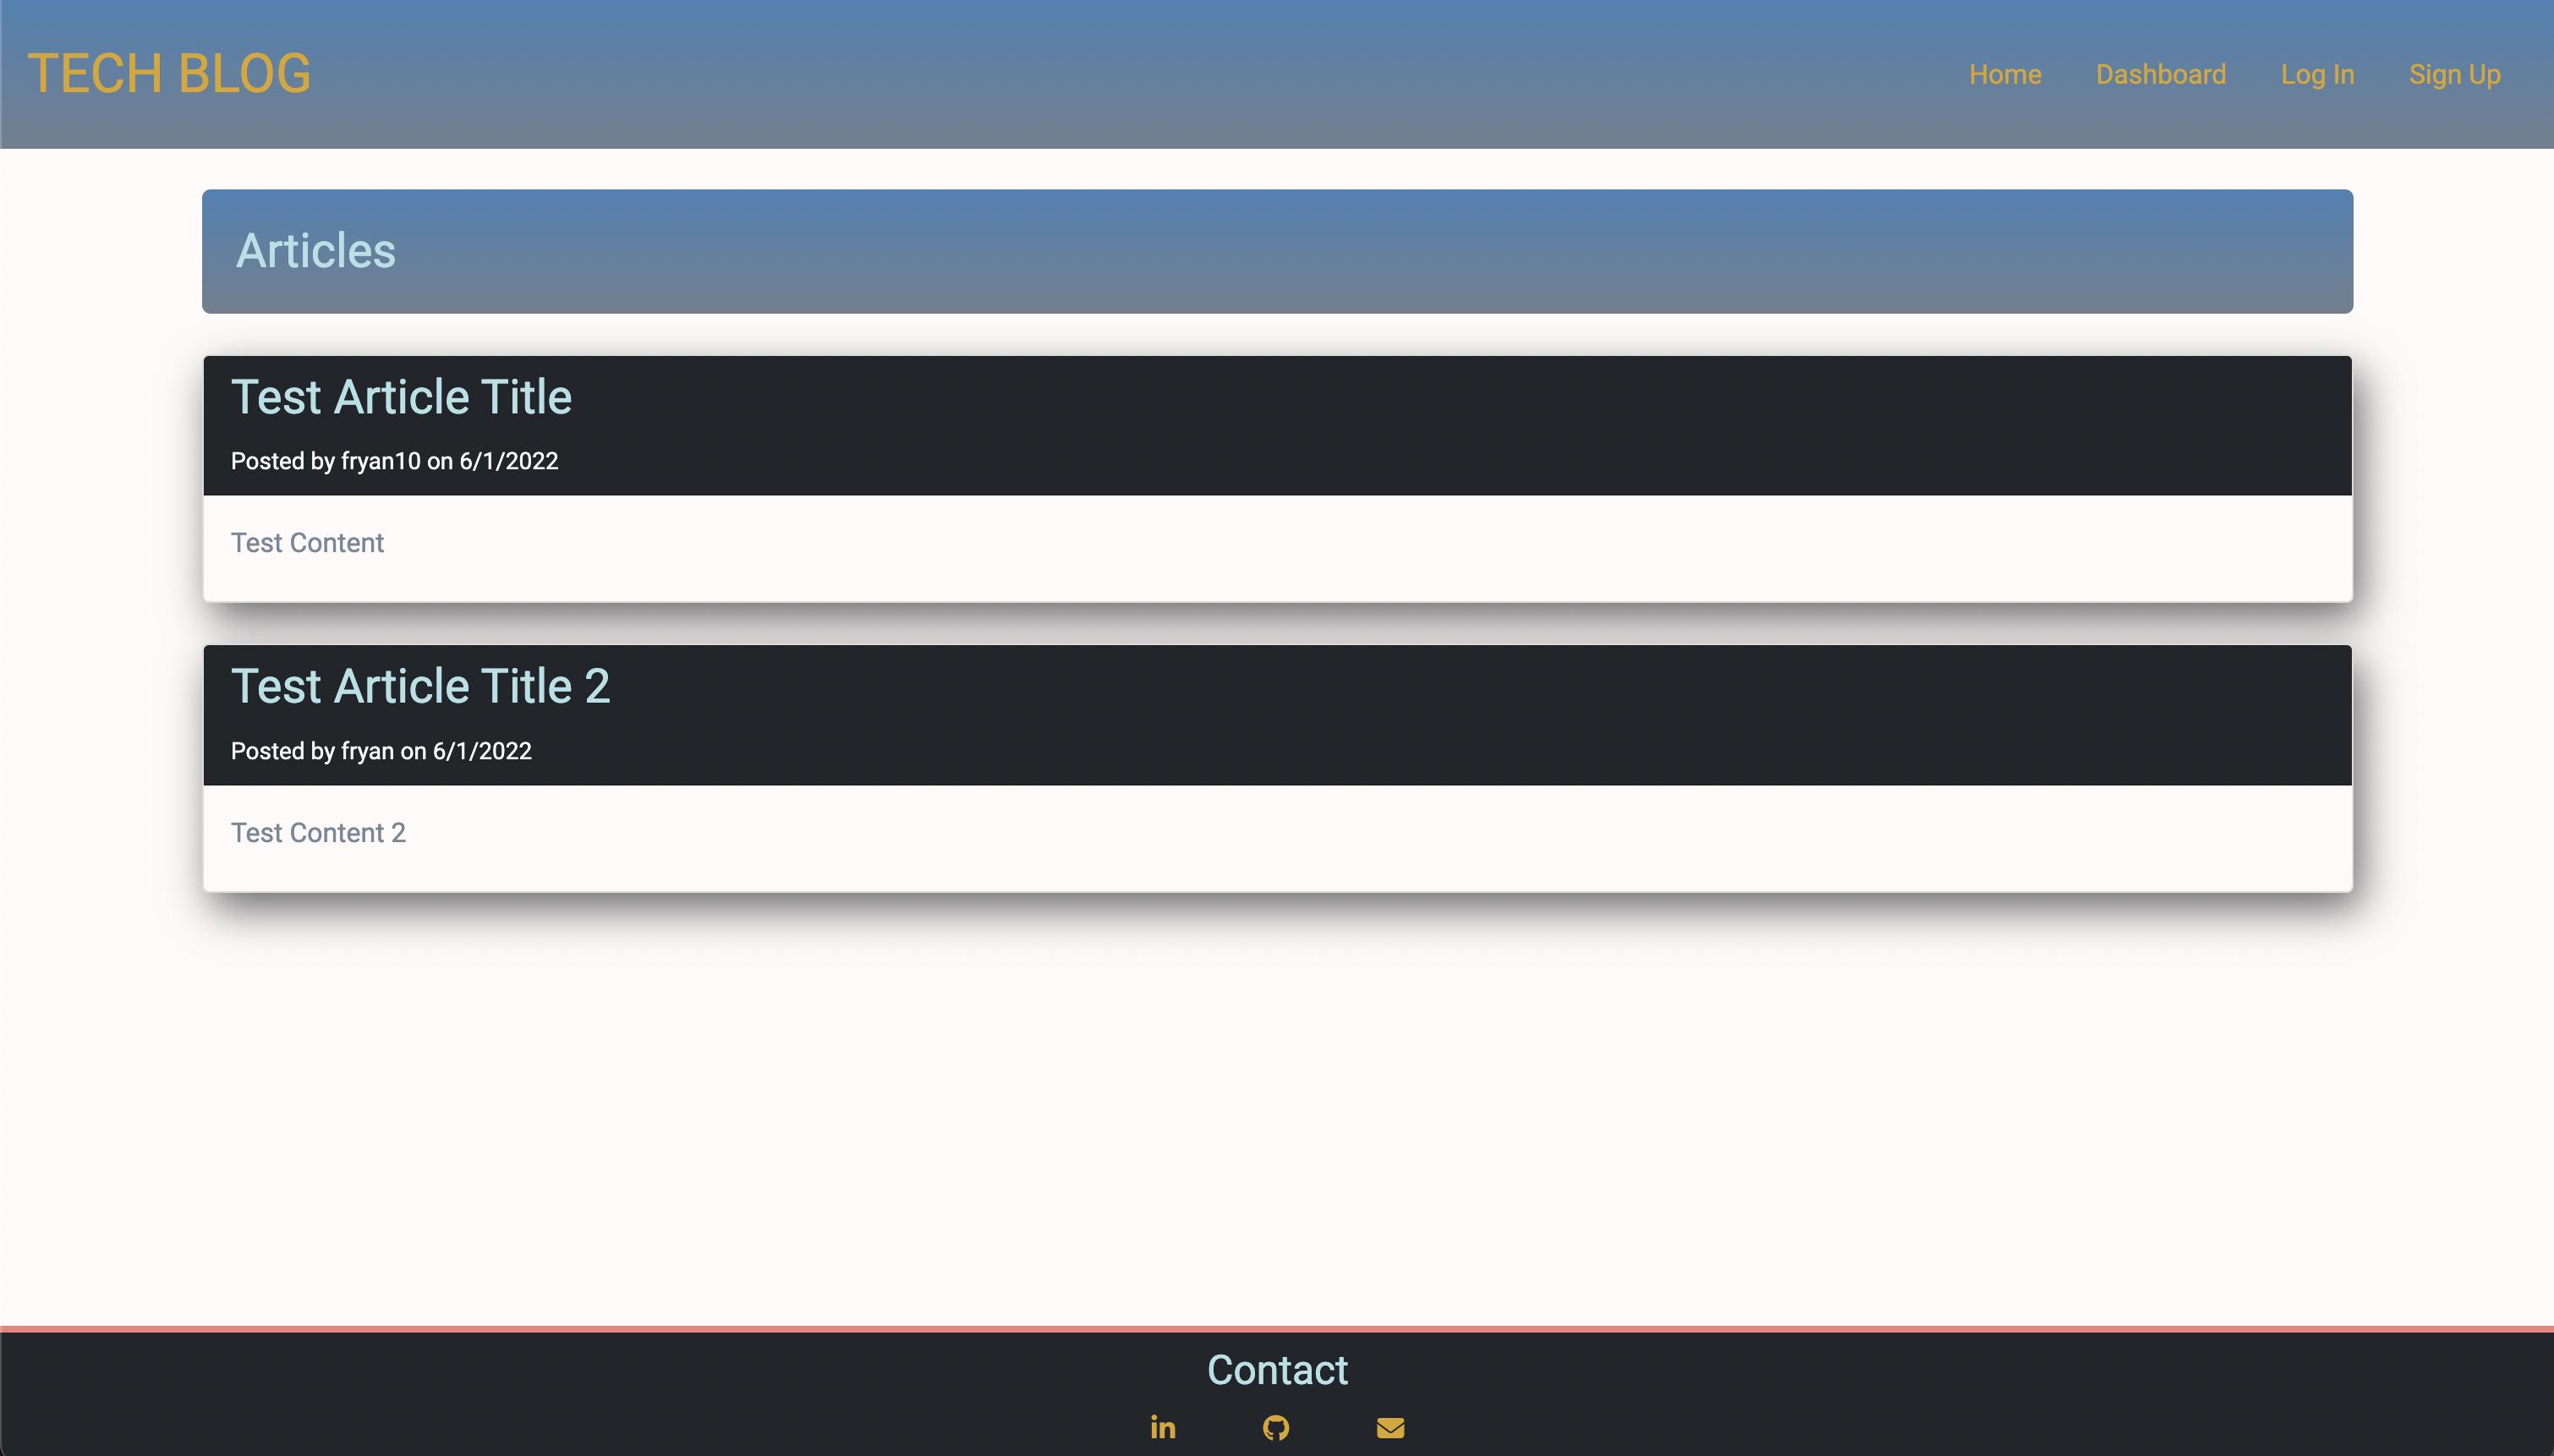 TECH BLOG
Home Dashboard Log In Sign Up
Articles
Test Article Title
Posted by fryan10 on 6/1/2022
Test Content
Test Article Title 2
Posted by fryan on 6/1/2022
Test Content 2
Contact
in